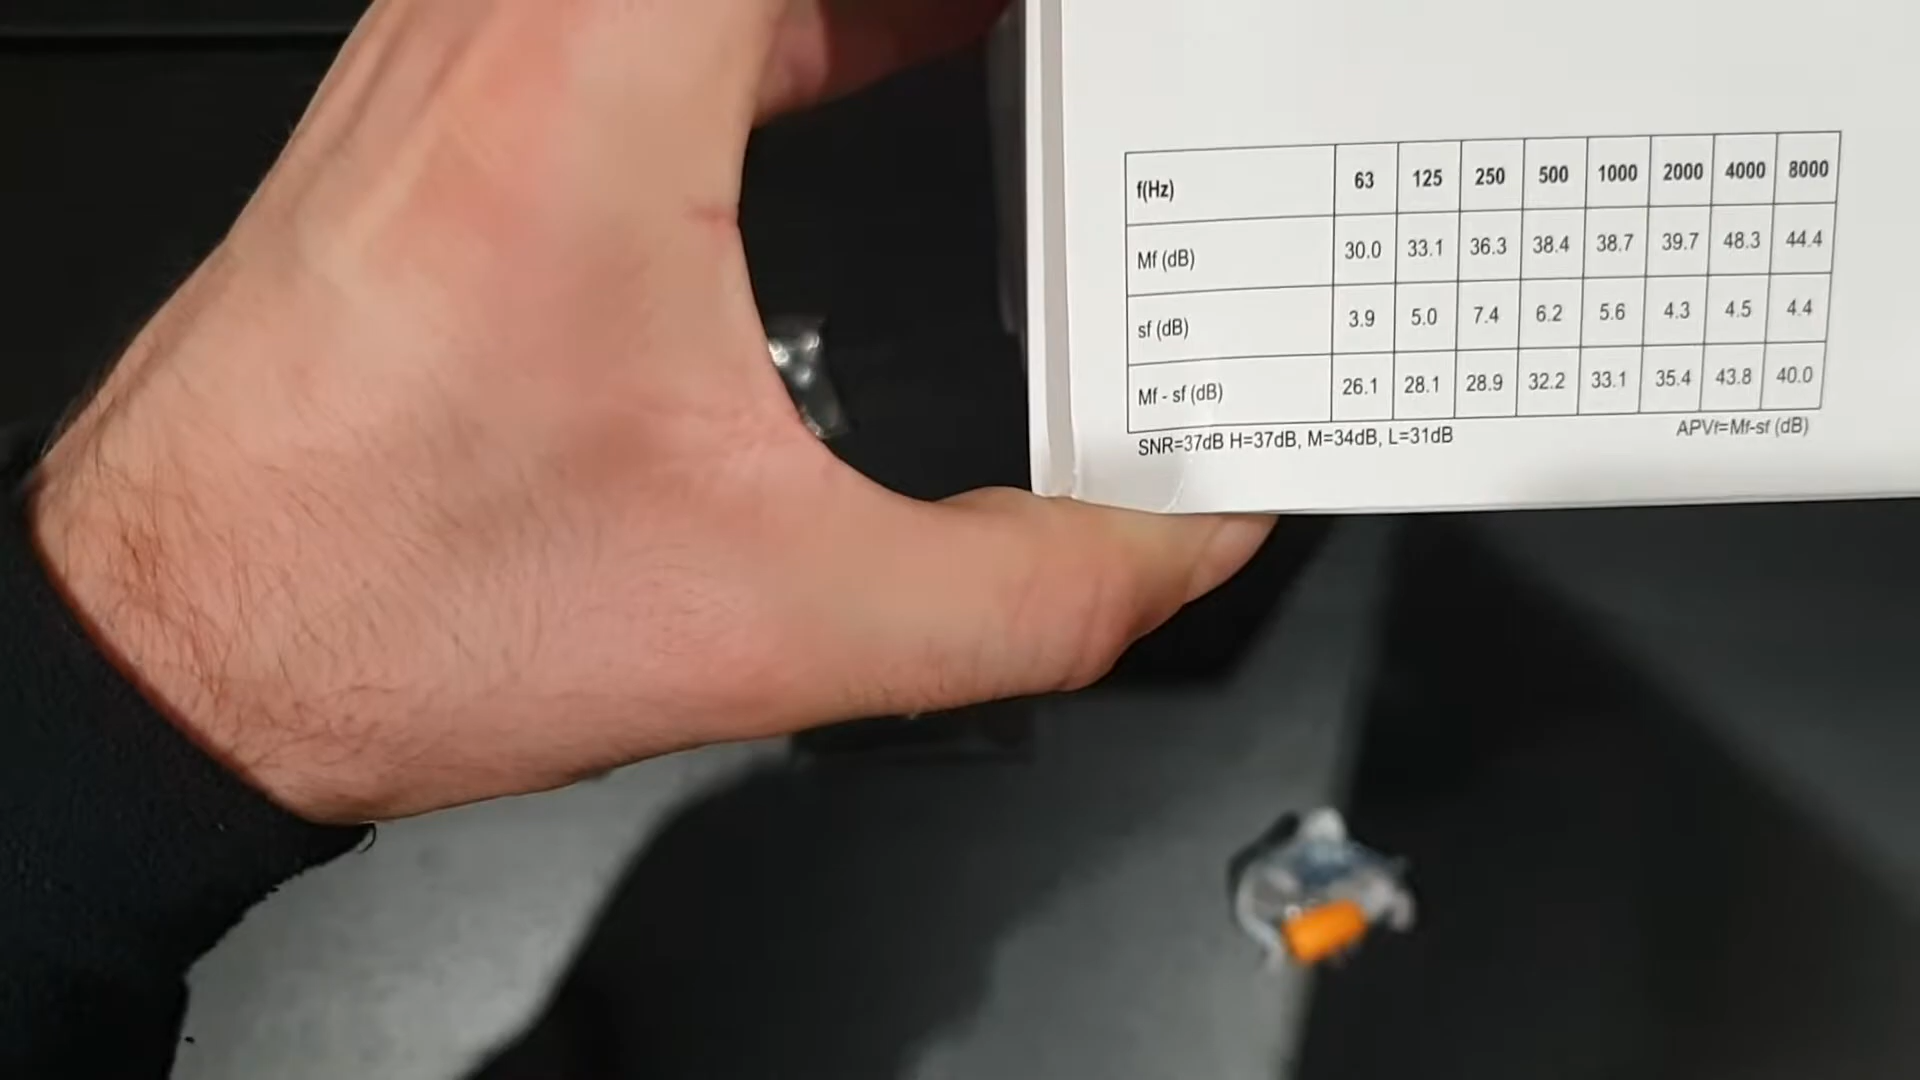 f(Hz) 63 125 250 500 1000 2000 4000 8000
Mf (dB) 30.0 33.1 36.3 38.4 38.7 39.7 48.3 44.4
sf (dB) 3.9 5.0 7.4 6.2 5.6 4.3 4.5 4.4
Mf - sf (dB) 26.1 28.1 28.9 32.2 33.1 35.4 43.8 40.0
SNR=37dB H=37dB, M=34dB, L=31dB APVf=Mf-sf (dB)